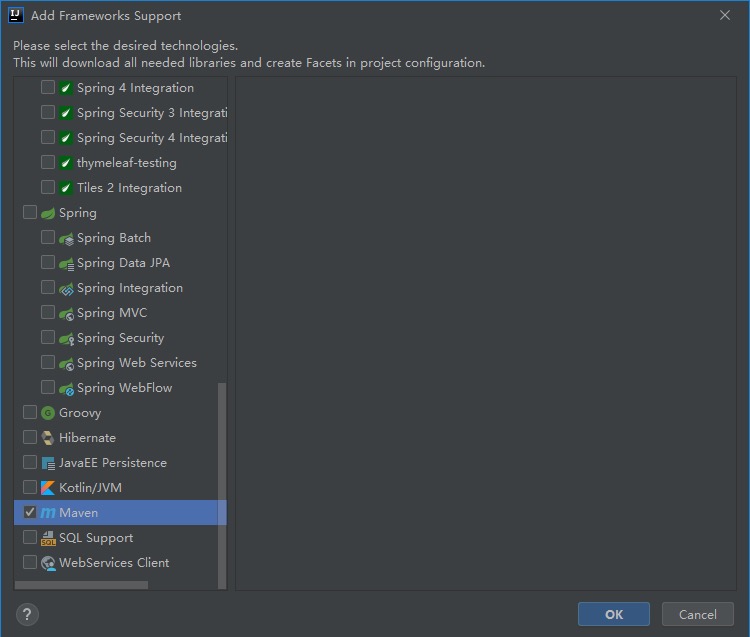 Add Frameworks Support
Please select the desired technologies.
This will download all needed libraries and create Facets in project configuration.
Spring 4 Integration
Spring Security 3 Integrati
Spring Security 4 Integrati
thymeleaf-testing
Tiles 2 Integration
Spring
Spring Batch
Spring Data JPA
Spring Integration
Spring MVC
Spring Security
Spring Web Services
Spring WebFlow
Groovy
Hibernate
JavaEE Persistence
Kotlin/JVM
Maven
SQL Support
WebServices Client
? OK Cancel